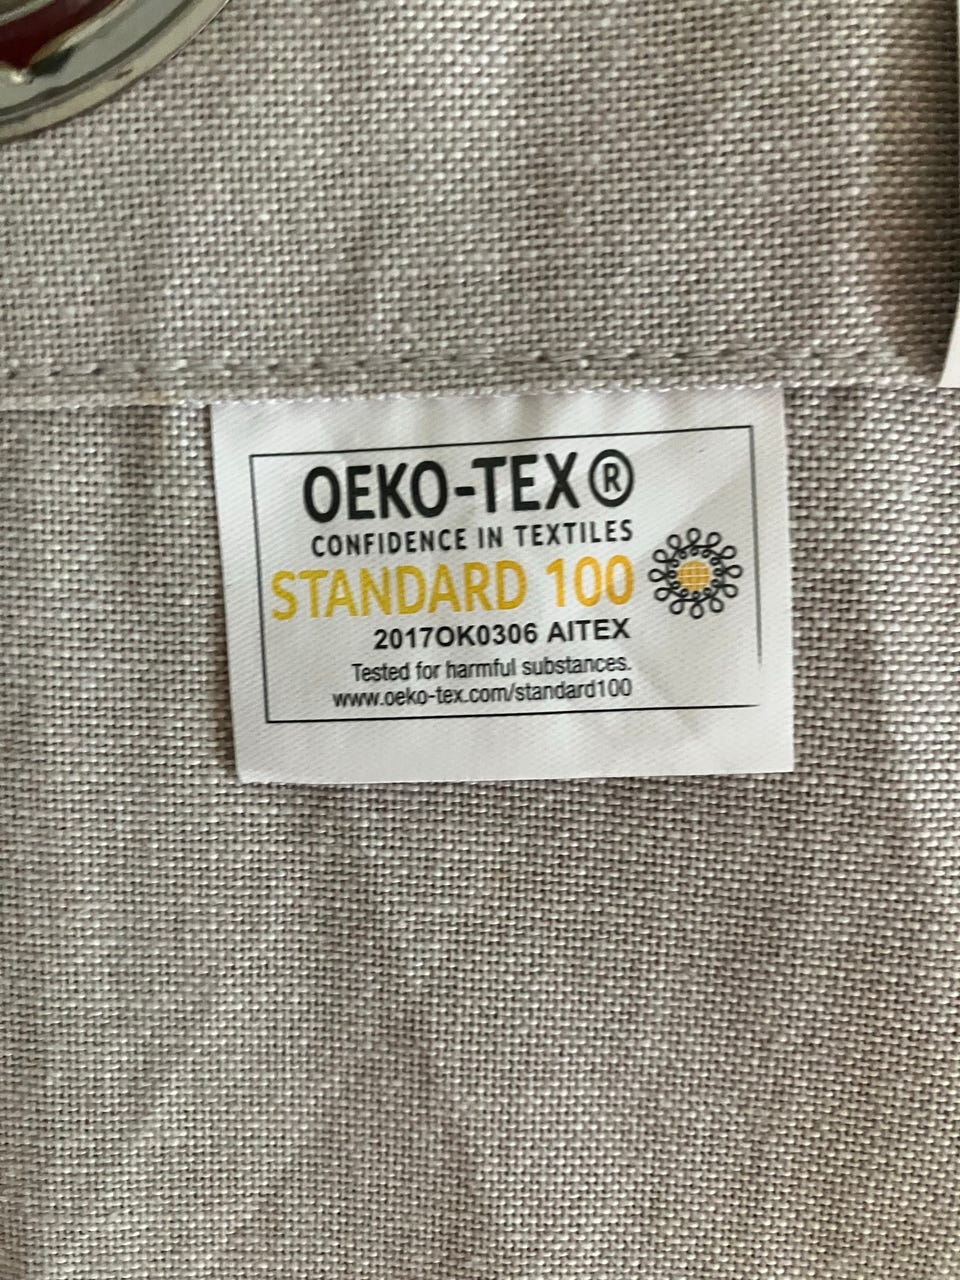 OEKO-TEX®
CONFIDENCE IN TEXTILES
STANDARD 100
2017OK0306 AITEX
Tested for harmful substances.
www.oeko-tex.com/standard100